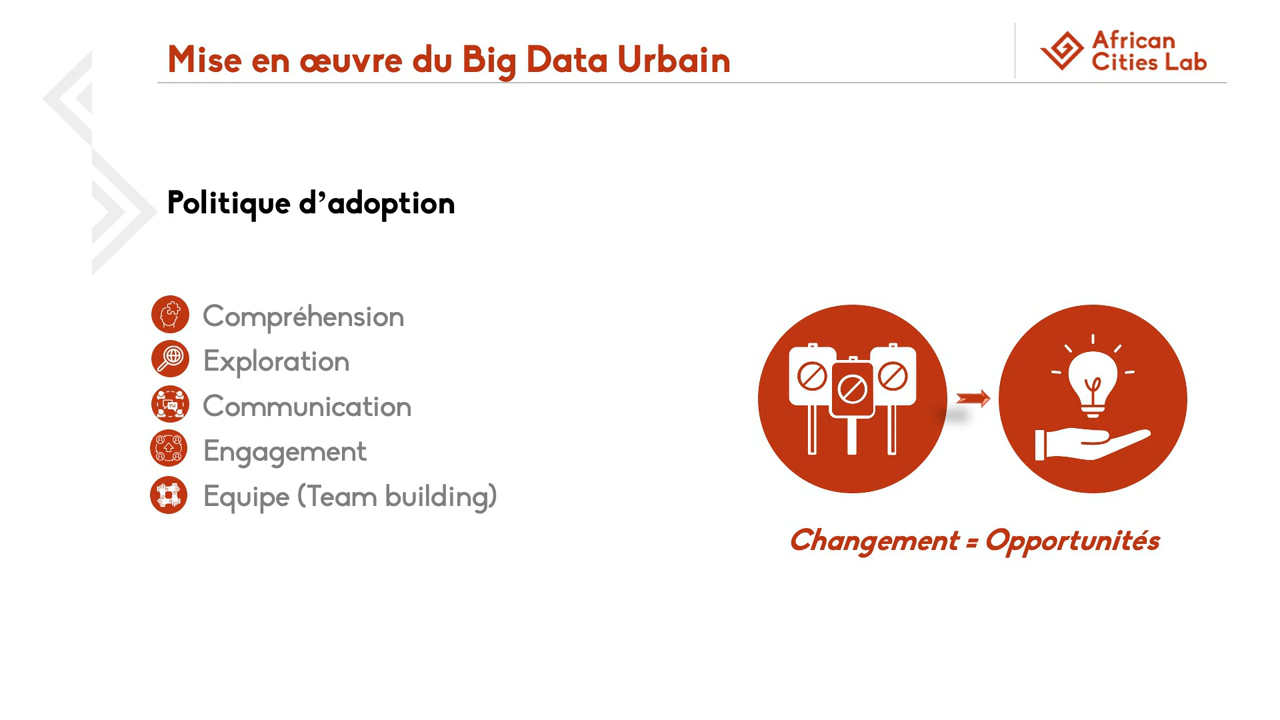 Mise en œuvre du Big Data Urbain
African
Cities Lab
Politique d’adoption
Compréhension
Exploration
Communication
Engagement
Equipe (Team building)
Changement = Opportunités